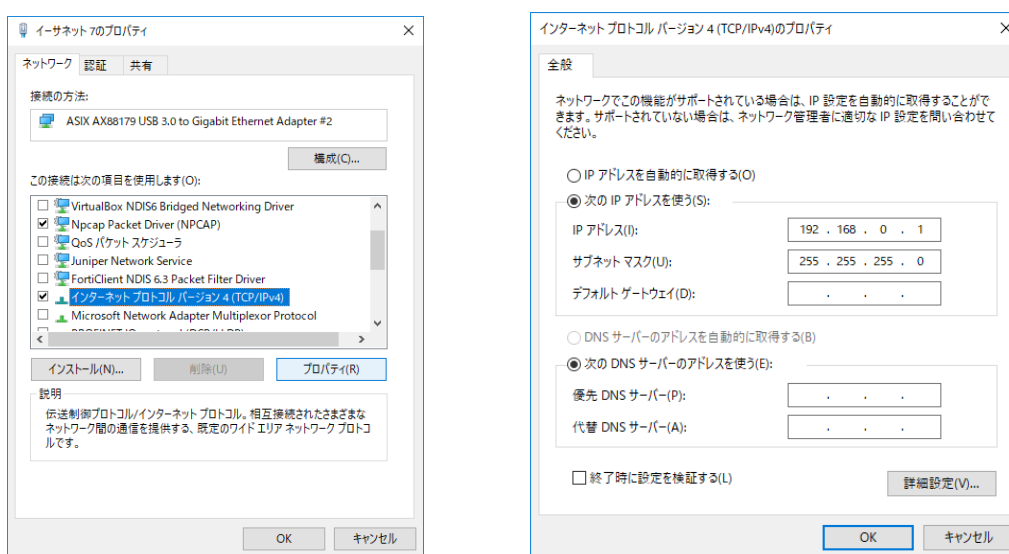 イーサネット 7のプロパティ
ネットワーク 認証 共有
接続の方法:
ASIX AX88179 USB 3.0 to Gigabit Ethernet Adapter #2
構成(C)...
この接続は次の項目を使用します(O):
VirtualBox NDIS6 Bridged Networking Driver
Npcap Packet Driver (NPCAP)
QoS パケット スケジューラ
Juniper Network Service
FortiClient NDIS 6.3 Packet Filter Driver
インターネット プロトコル バージョン 4 (TCP/IPv4)
Microsoft Network Adapter Multiplexor Protocol
インストール(N)... 削除(U) プロパティ(R)
説明
伝送制御プロトコル/インターネット プロトコル。相互接続されたさまざまな
ネットワーク間の通信を提供する、既定のワイド エリア ネットワーク プロトコ
ルです。
OK キャンセル
インターネット プロトコル バージョン 4 (TCP/IPv4)のプロパティ
全般
ネットワークでこの機能がサポートされている場合は、IP 設定を自動的に取得することがで
きます。サポートされていない場合は、ネットワーク管理者に適切な IP 設定を問い合わせて
ください。
IP アドレスを自動的に取得する(O)
次の IP アドレスを使う(S):
IP アドレス(I): 192 . 168 . 0 . 1
サブネット マスク(U): 255 . 255 . 255 . 0
デフォルト ゲートウェイ(D): . . .
DNS サーバーのアドレスを自動的に取得する(B)
次の DNS サーバーのアドレスを使う(E):
優先 DNS サーバー(P): . . .
代替 DNS サーバー(A): . . .
終了時に設定を検証する(L)
詳細設定(V)...
OK キャンセル